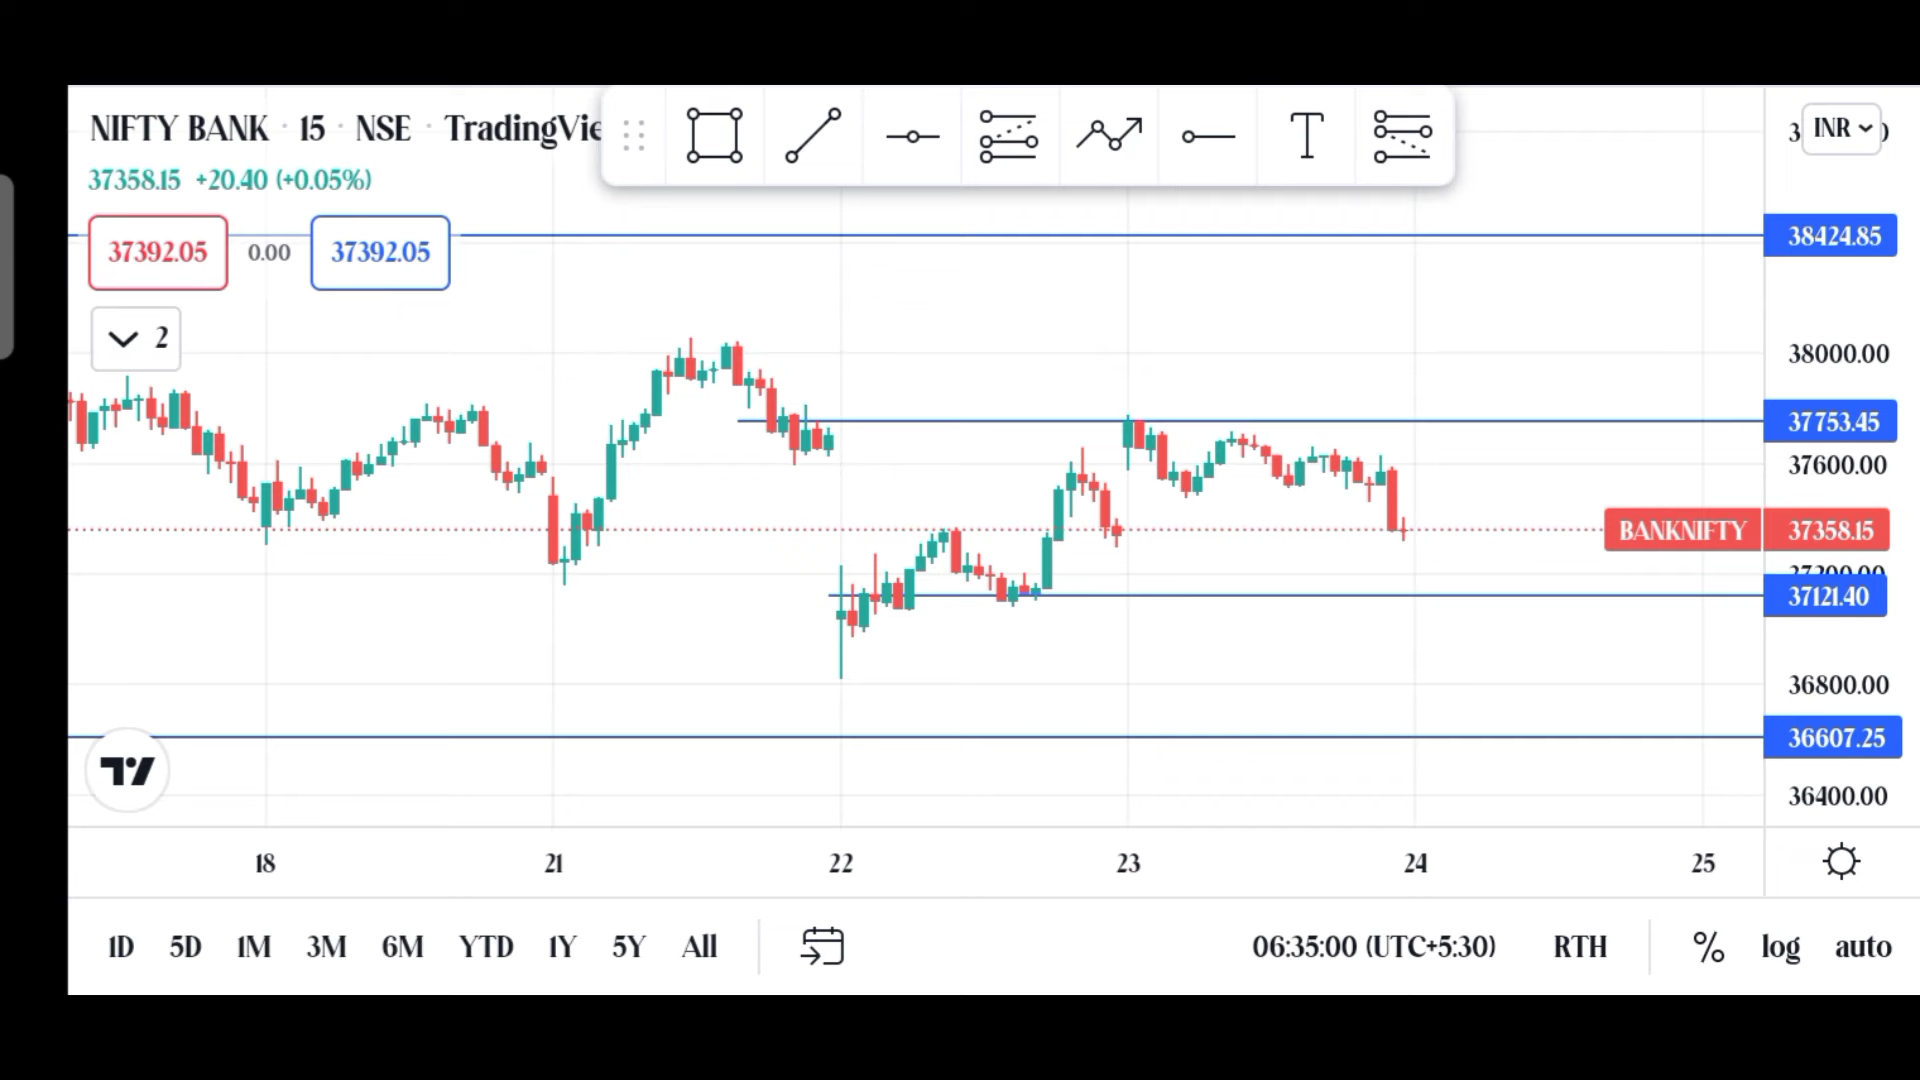 NIFTY BANK · 15 · NSE · TradingVie
INR
37358.15 +20.40 (+0.05%)
37392.05 0.00 37392.05
38424.85
2
38000.00
37753.45
37600.00
BANKNIFTY 37358.15
37200.00
37121.40
36800.00
36607.25
36400.00
18 21 22 23 24 25
1D 5D 1M 3M 6M YTD 1Y 5Y All 06:35:00 (UTC+5:30) RTH % log auto